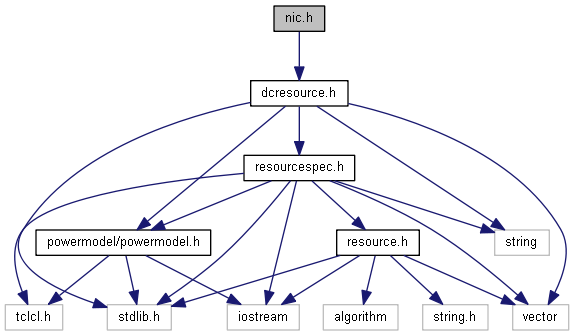 nic.h
dcresource.h
resourcespec.h
powermodel/powermodel.h
resource.h
string
tclcl.h
stdlib.h
iostream
algorithm
string.h
vector